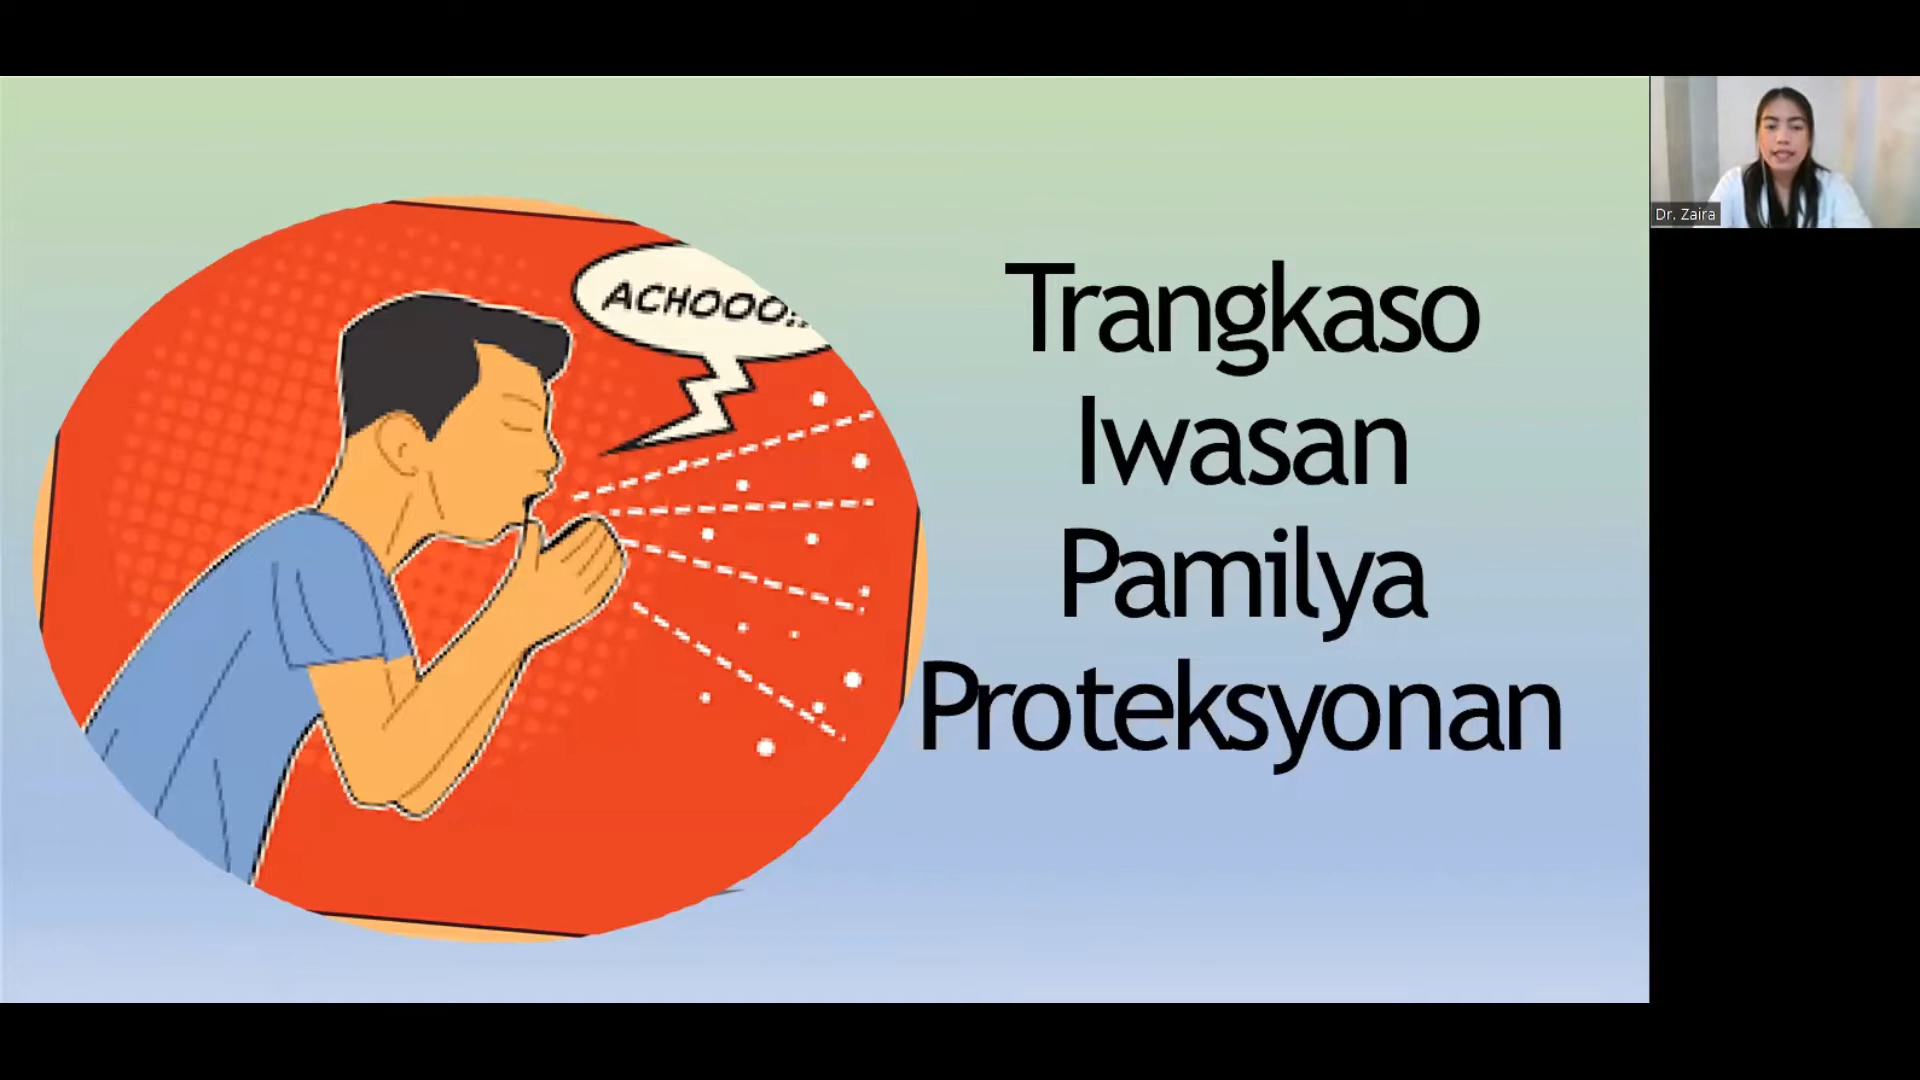 ACHOOO!!
Trangkaso
Iwasan
Pamilya
Proteksyonan
Dr. Zaira